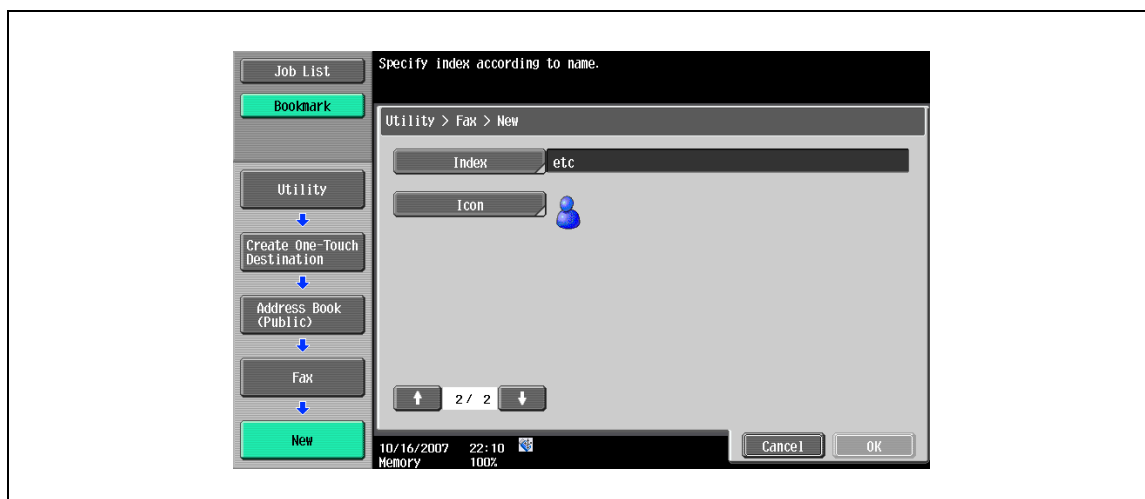 Job List
Bookmark
Utility
Create One-Touch
Destination
Address Book
(Public)
Fax
New
Specify index according to name.
Utility > Fax > New
Index
etc
Icon
2/ 2
Cancel
OK
10/16/2007 22:10
Memory 100%